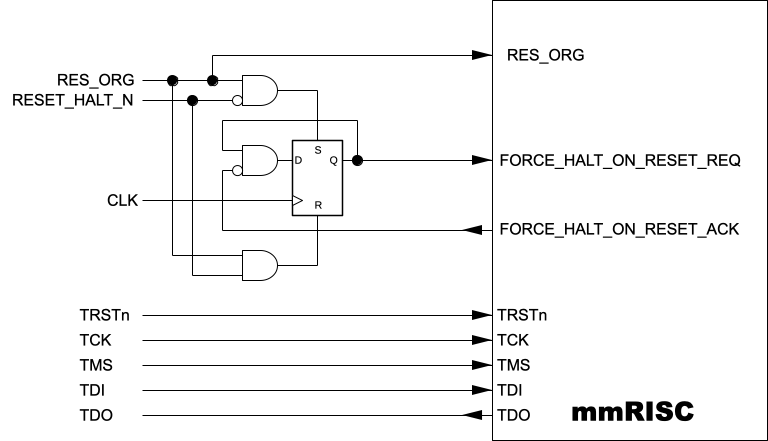 RES_ORG
RES_ORG
RESET_HALT_N
S
D Q
FORCE_HALT_ON_RESET_REQ
CLK
R
FORCE_HALT_ON_RESET_ACK
TRSTn TRSTn
TCK TCK
TMS TMS
TDI TDI
TDO TDO
mmRISC